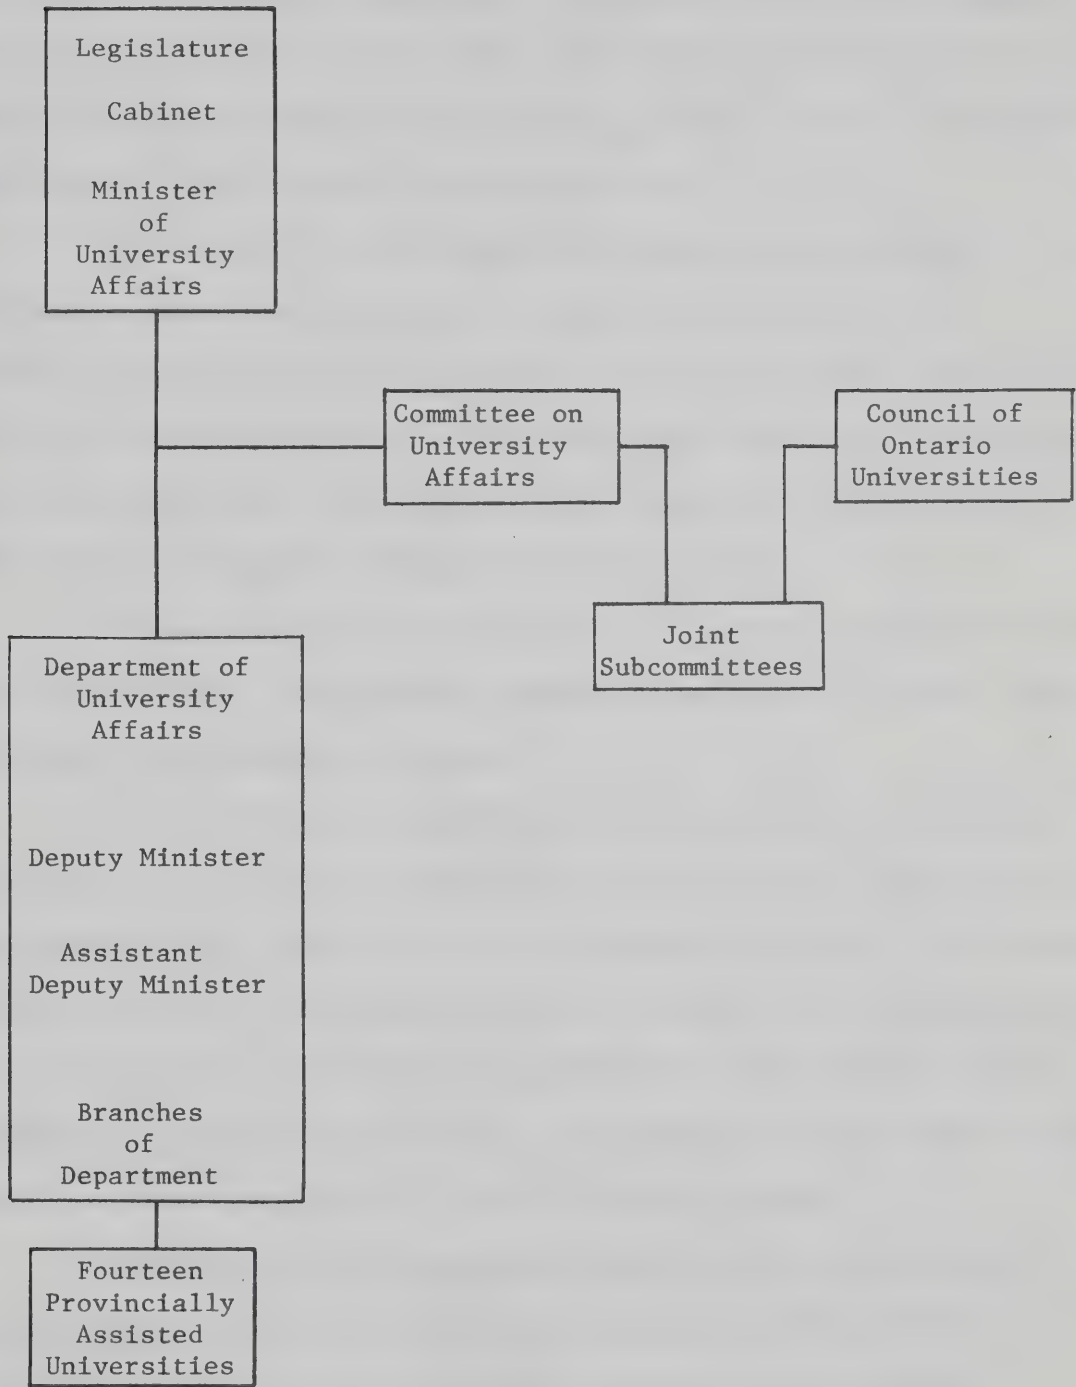 Legislature
Cabinet
Minister
of
University
Affairs
Committee on
University
Affairs
Council of
Ontario
Universities
Joint
Subcommittees
Department of
University
Affairs
Deputy Minister
Assistant
Deputy Minister
Branches
of
Department
Fourteen
Provincially
Assisted
Universities